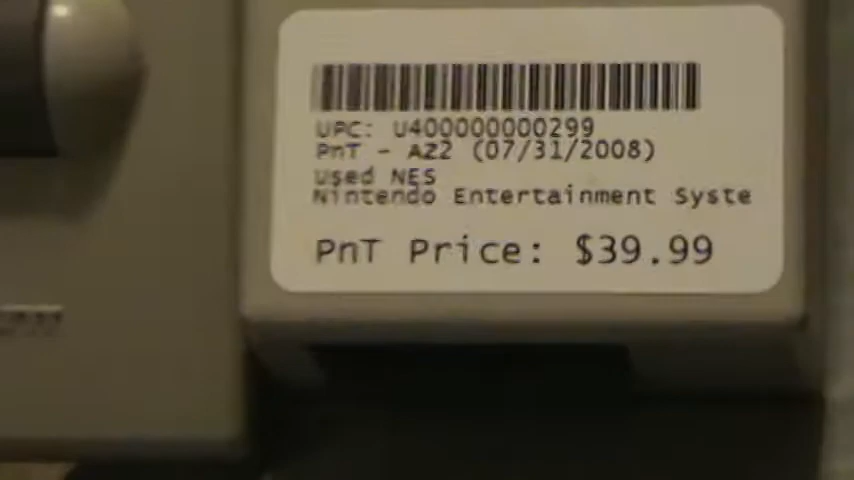 UPC: U400000000299
PnT - AZ2 (07/31/2008)
Used NES
Nintendo Entertainment Syste
PnT Price: $39.99